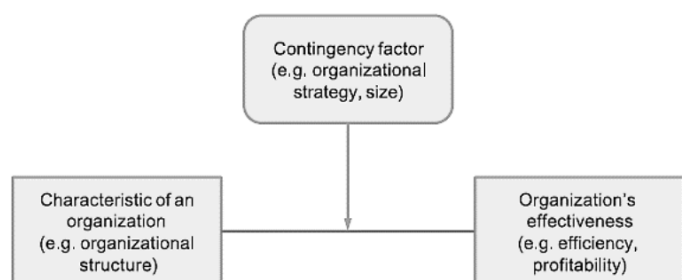 Contingency factor
(e.g. organizational
strategy, size)
Characteristic of an
organization
(e.g. organizational
structure)
Organization's
effectiveness
(e.g. efficiency,
profitability)